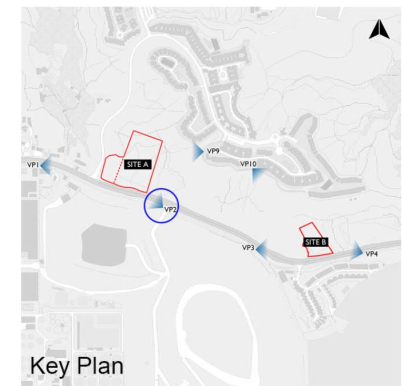 VP9
SITE A
VP1
VP10
VP2
SITE B
VP3
VP4
Key Plan